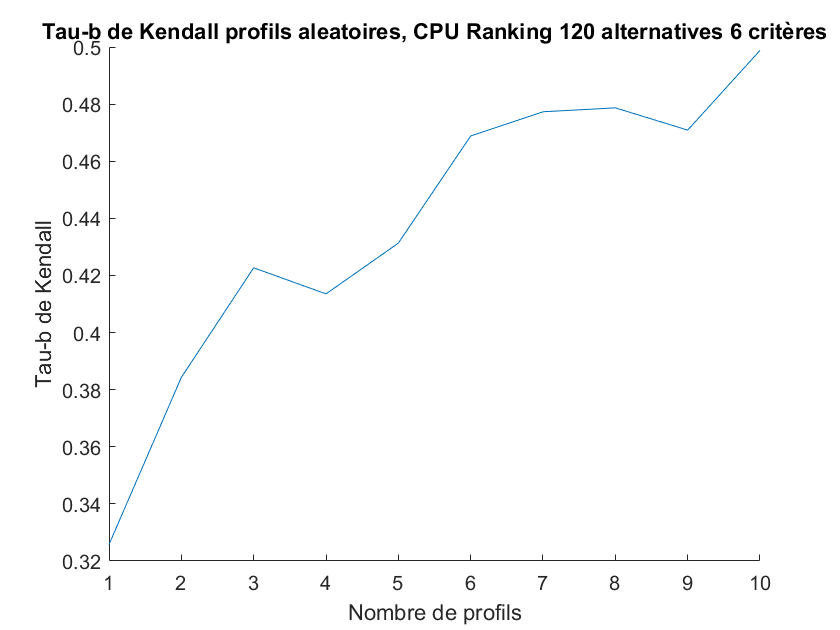 Tau-b de Kendall profils aleatoires, CPU Ranking 120 alternatives 6 critères
0.5
0.48
0.46
0.44
0.42
0.4
0.38
0.36
0.34
0.32
Tau-b de Kendall
1 2 3 4 5 6 7 8 9 10
Nombre de profils